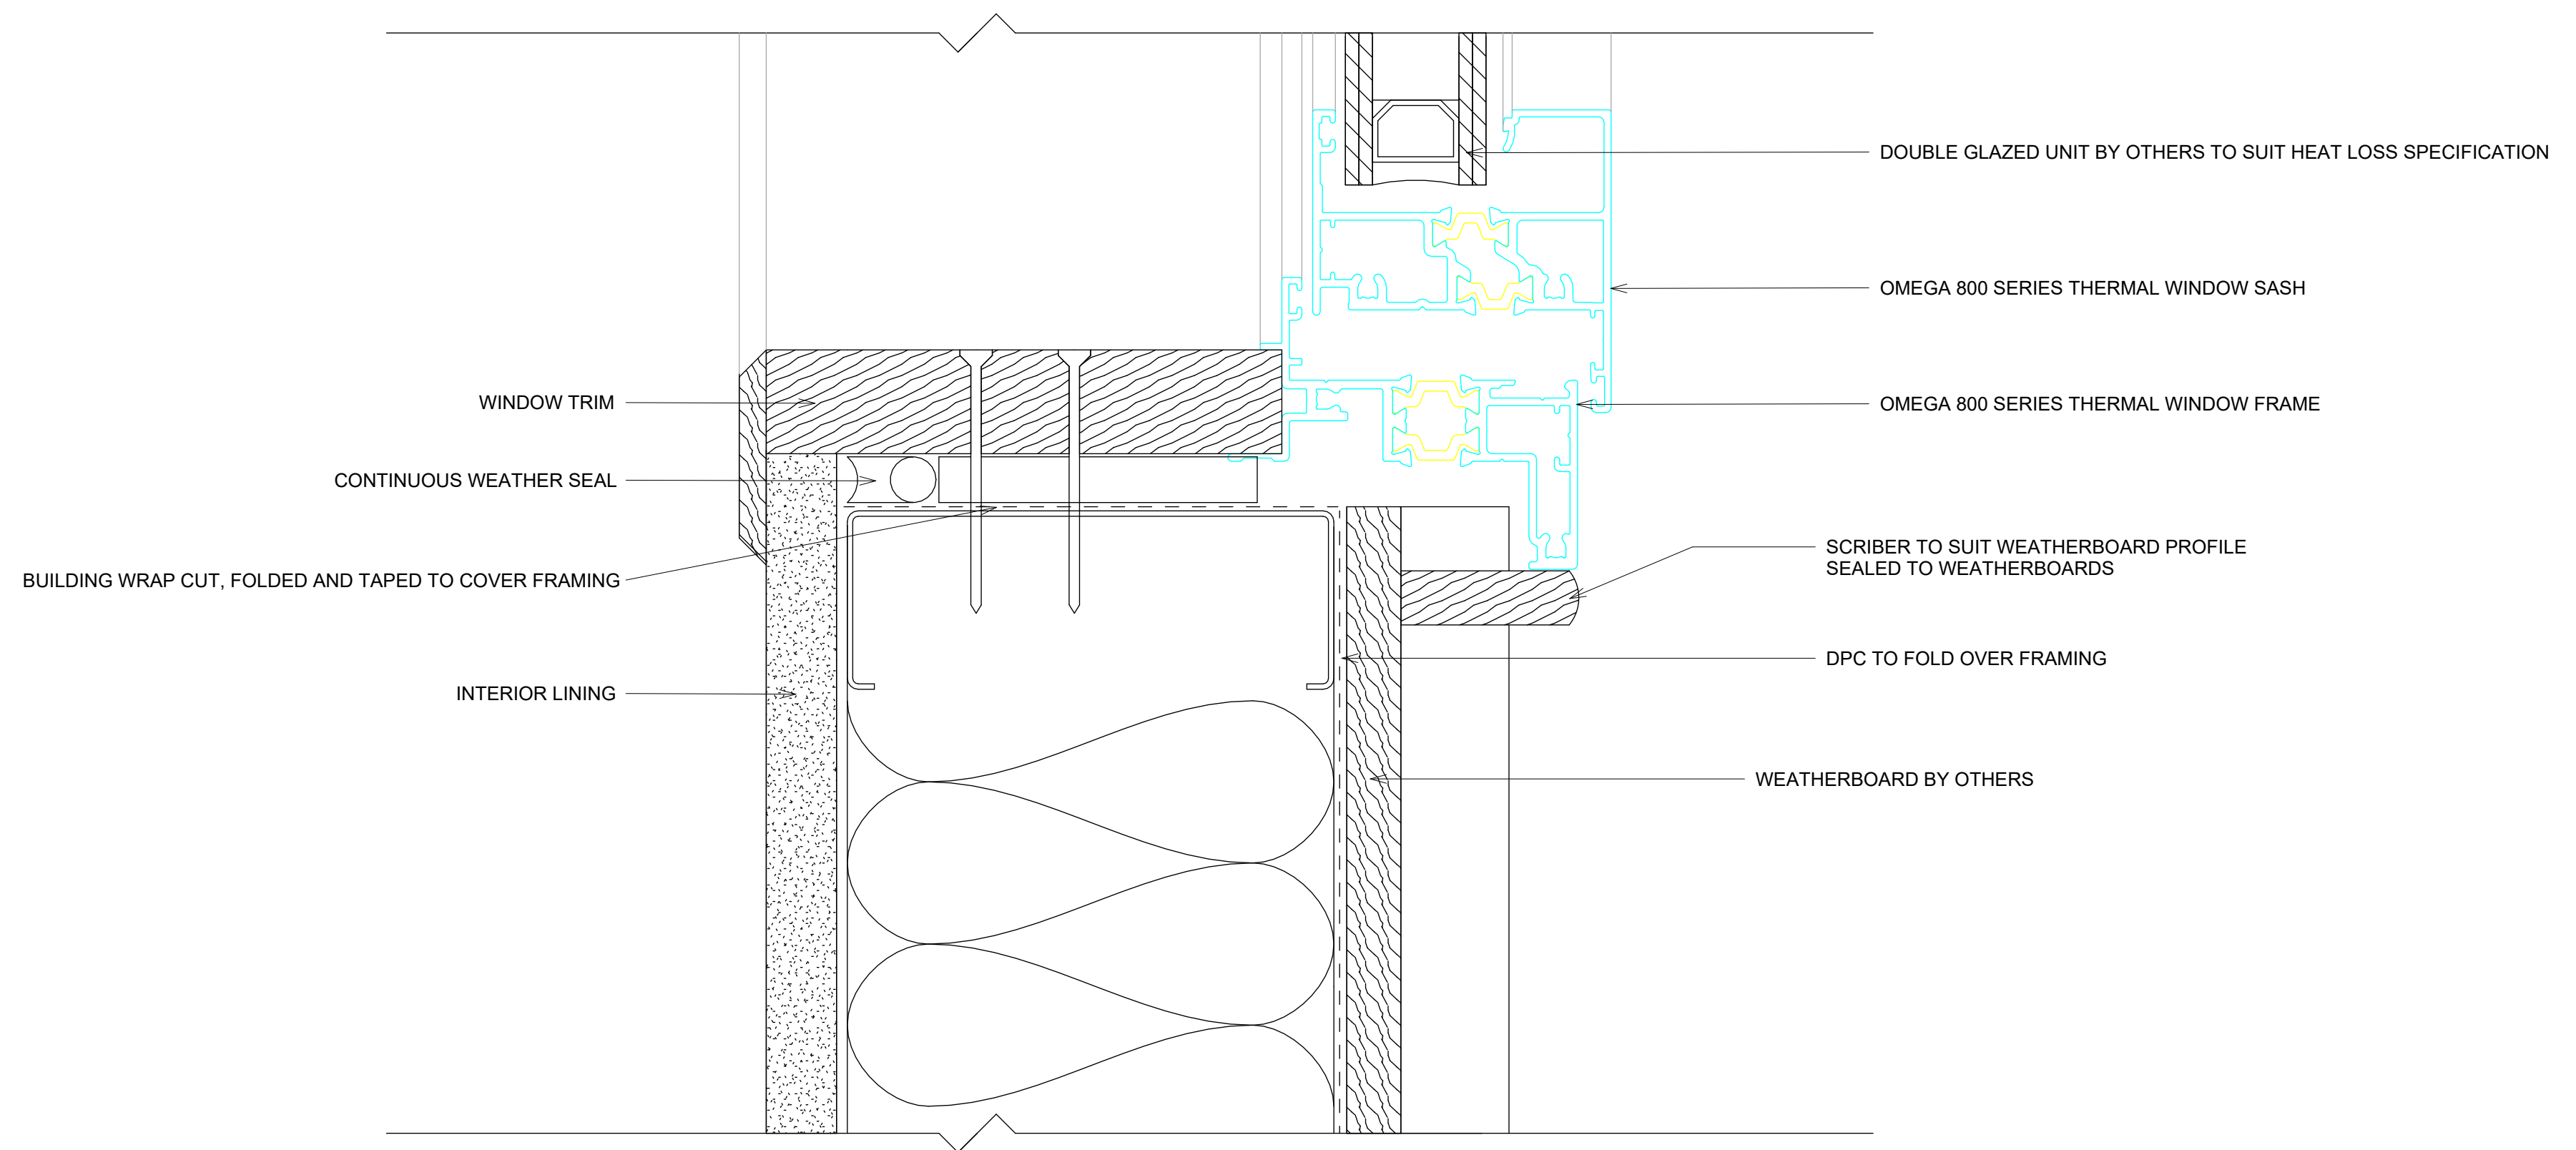 DOUBLE GLAZED UNIT BY OTHERS TO SUIT HEAT LOSS SPECIFICATION
OMEGA 800 SERIES THERMAL WINDOW SASH
WINDOW TRIM
OMEGA 800 SERIES THERMAL WINDOW FRAME
CONTINUOUS WEATHER SEAL
SCRIBER TO SUIT WEATHERBOARD PROFILE
SEALED TO WEATHERBOARDS
BUILDING WRAP CUT, FOLDED AND TAPED TO COVER FRAMING
DPC TO FOLD OVER FRAMING
INTERIOR LINING
WEATHERBOARD BY OTHERS